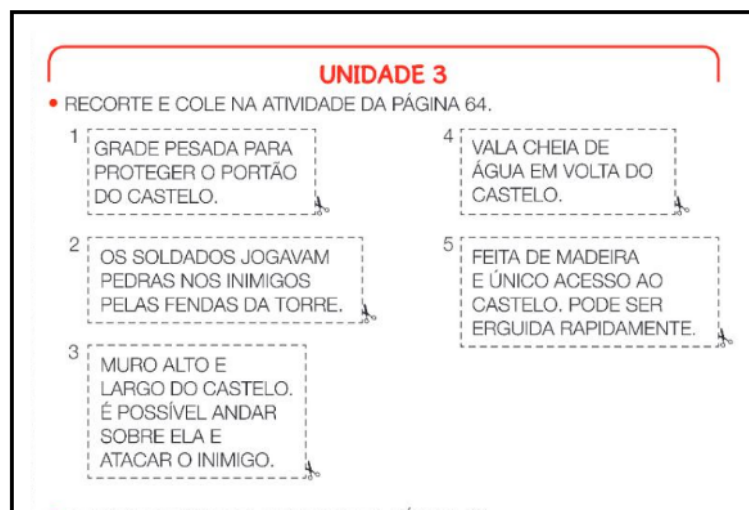 UNIDADE 3
• RECORTE E COLE NA ATIVIDADE DA PÁGINA 64.
1
GRADE PESADA PARA
PROTEGER O PORTÃO
DO CASTELO.
2
OS SOLDADOS JOGAVAM
PEDRAS NOS INIMIGOS
PELAS FENDAS DA TORRE.
3
MURO ALTO E
LARGO DO CASTELO.
É POSSÍVEL ANDAR
SOBRE ELA E
ATACAR O INIMIGO.
4
VALA CHEIA DE
ÁGUA EM VOLTA DO
CASTELO.
5
FEITA DE MADEIRA
E ÚNICO ACESSO AO
CASTELO. PODE SER
ERGUIDA RAPIDAMENTE.